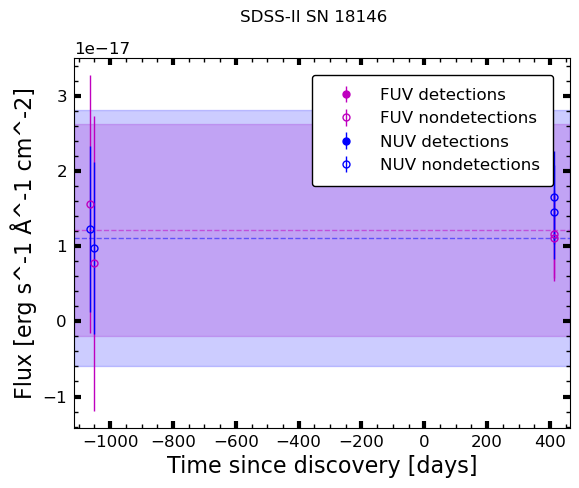 SDSS-II SN 18146
1e−17
FUV detections
FUV nondetections
NUV detections
NUV nondetections
3
2
1
0
−1
Flux [erg s^-1 Å^-1 cm^-2]
−1000 −800 −600 −400 −200 0 200 400
Time since discovery [days]